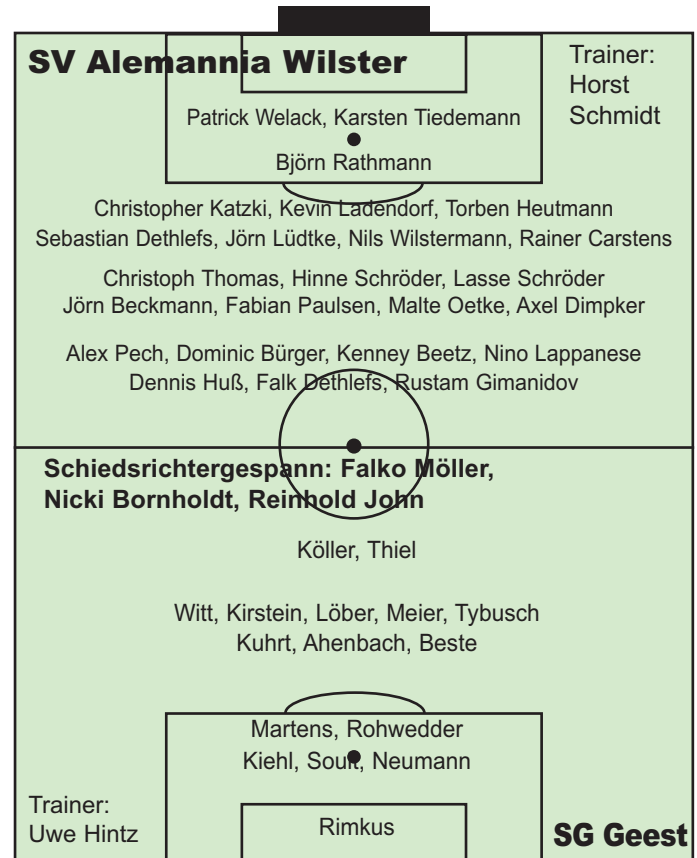 SV Alemannia Wilster
Trainer:
Horst
Schmidt
Patrick Welack, Karsten Tiedemann
Björn Rathmann
Christopher Katzki, Kevin Ladendorf, Torben Heutmann
Sebastian Dethlefs, Jörn Lüdtke, Nils Wilstermann, Rainer Carstens
Christoph Thomas, Hinne Schröder, Lasse Schröder
Jörn Beckmann, Fabian Paulsen, Malte Oetke, Axel Dimpker
Alex Pech, Dominic Bürger, Kenney Beetz, Nino Lappanese
Dennis Huß, Falk Dethlefs, Rustam Gimanidov
Schiedsrichtergespann: Falko Möller,
Nicki Bornholdt, Reinhold John
Köller, Thiel
Witt, Kirstein, Löber, Meier, Tybusch
Kuhrt, Ahenbach, Beste
Martens, Rohwedder
Kiehl, Soult, Neumann
Rimkus
Trainer:
Uwe Hintz
SG Geest